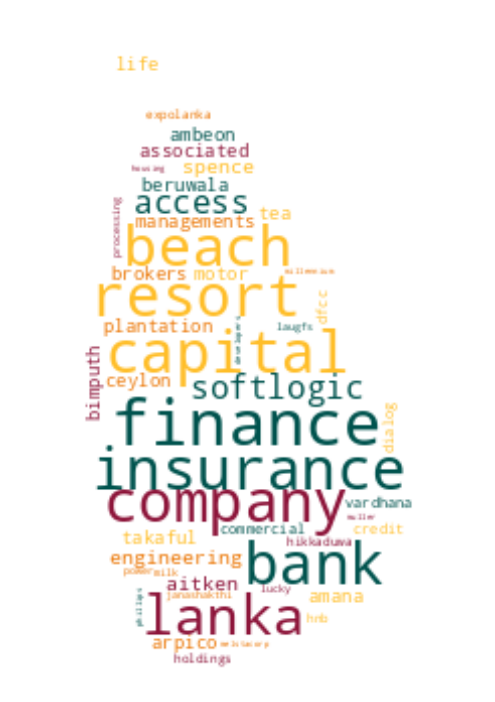 life
expolanka
ambeon
associated
housing
spence
beruwala
access
processing
tea
managements
beach
brokers
motor
millennium
resort
dfcc
plantation
developers
laugfs
capital
bimputh
ceylon
softlogic
finance
dialog
insurance
company
vardhana
muller
commercial
credit
takaful
hikkaduwa
engineering
bank
power
milk
aitken
lucky
janashakthi
amana
phillips
lanka
hnb
arpico
melstacorp
holdings